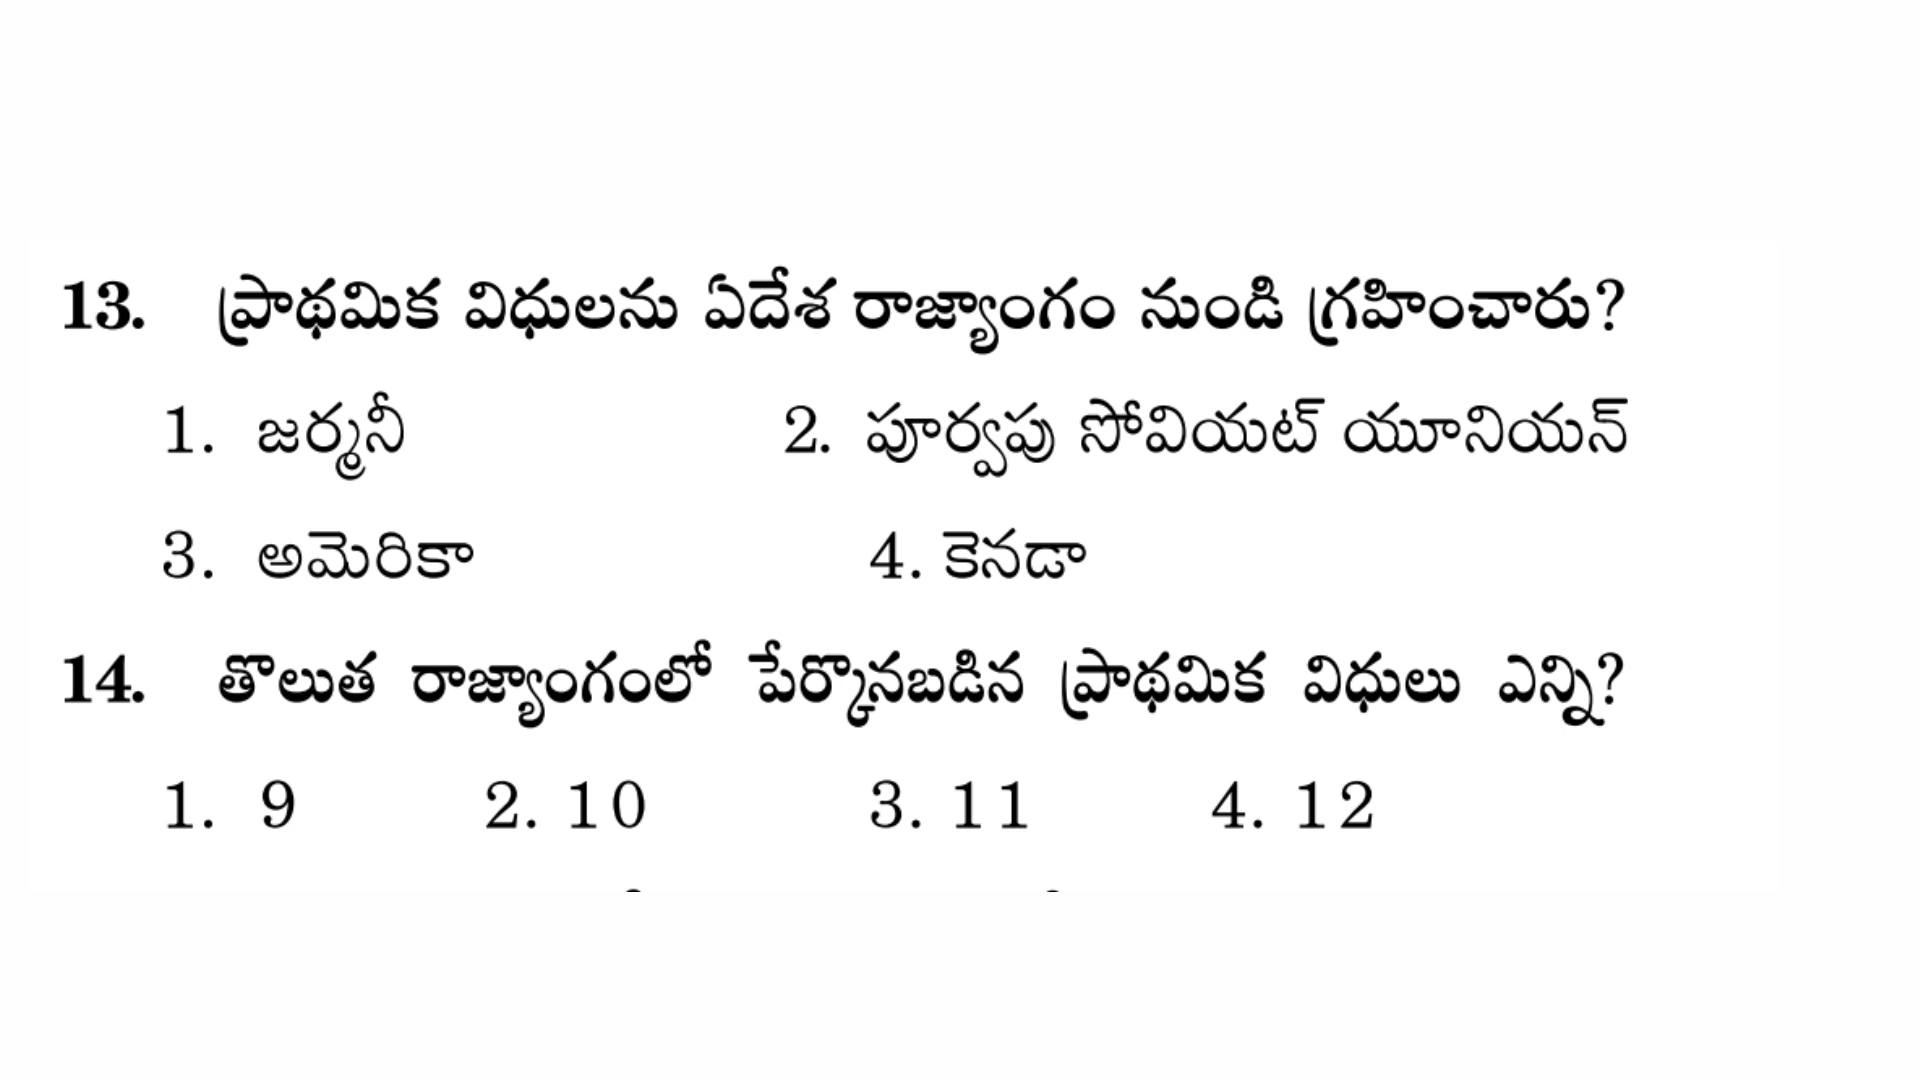 13. ప్రాథమిక విధులను ఏదేశ రాజ్యాంగం నుండి గ్రహించారు?
1. జర్మనీ 2. పూర్వపు సోవియట్ యూనియన్
3. అమెరికా 4. కెనడా
14. తొలుత రాజ్యాంగంలో పేర్కొనబడిన ప్రాథమిక విధులు ఎన్ని?
1. 9 2. 10 3. 11 4. 12